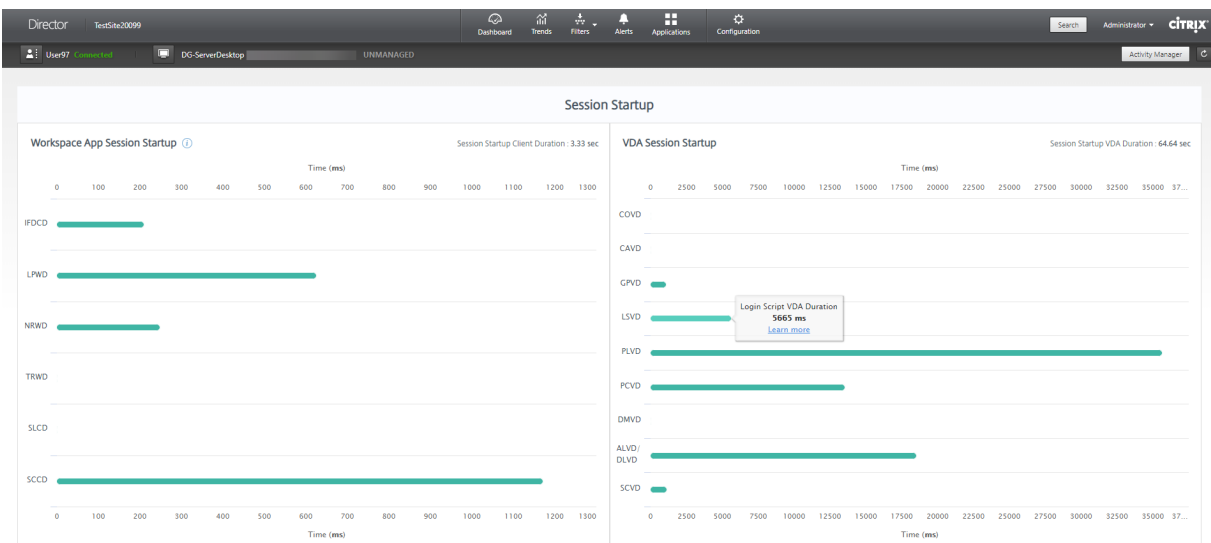 Director TestSite20099 Dashboard Trends Filters Alerts Applications Configuration Search Administrator CİTRIX
User97 Connected DG-ServerDesktop UNMANAGED Activity Manager
Session Startup
Workspace App Session Startup Session Startup Client Duration : 3.33 sec
Time (ms)
0 100 200 300 400 500 600 700 800 900 1000 1100 1200 1300
IFDCD
LPWD
NRWD
TRWD
SLCD
SCCD
0 100 200 300 400 500 600 700 800 900 1000 1100 1200 1300
Time (ms)
VDA Session Startup Session Startup VDA Duration : 64.64 sec
Time (ms)
0 2500 5000 7500 10000 12500 15000 17500 20000 22500 25000 27500 30000 32500 35000 37...
COVD
CAVD
GPVD
LSVD
Login Script VDA Duration
5665 ms
Learn more
PLVD
PCVD
DMVD
ALVD/
DLVD
SCVD
0 2500 5000 7500 10000 12500 15000 17500 20000 22500 25000 27500 30000 32500 35000 37...
Time (ms)